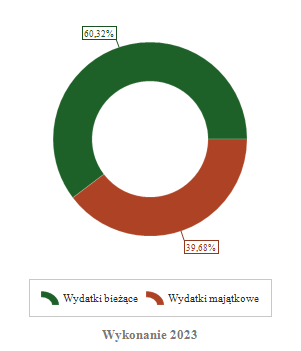 60,32%
39,68%
Wydatki bieżące Wydatki majątkowe
Wykonanie 2023